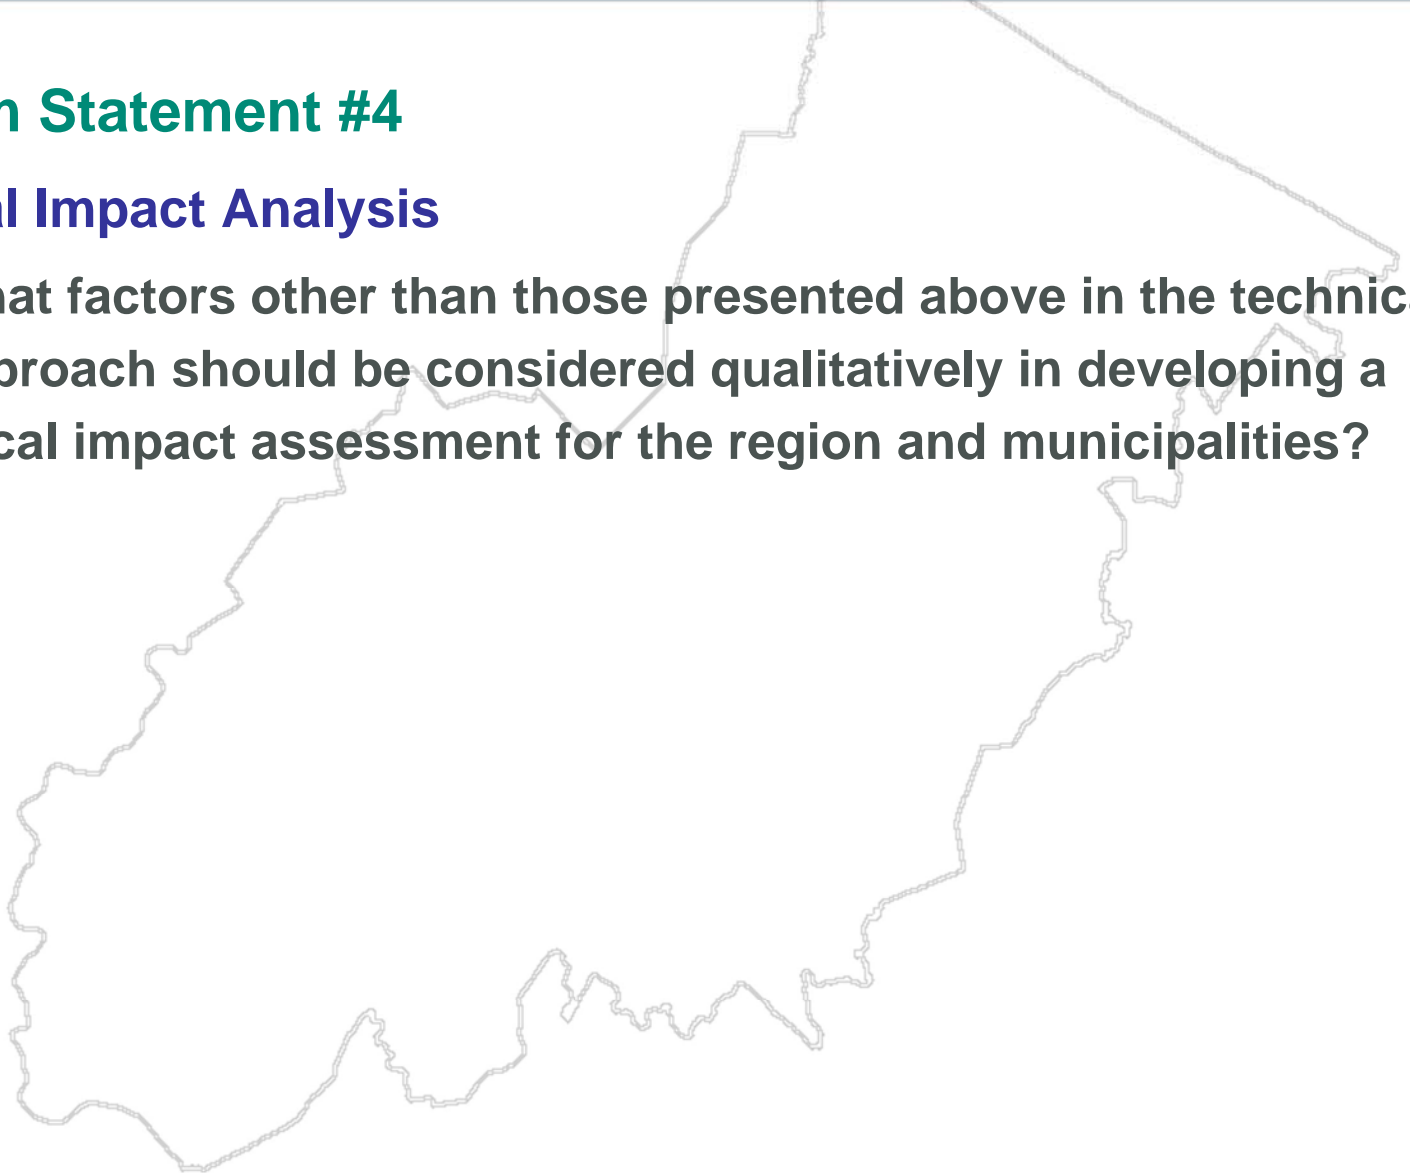 n Statement #4
al Impact Analysis
hat factors other than those presented above in the technica
proach should be considered qualitatively in developing a
cal impact assessment for the region and municipalities?